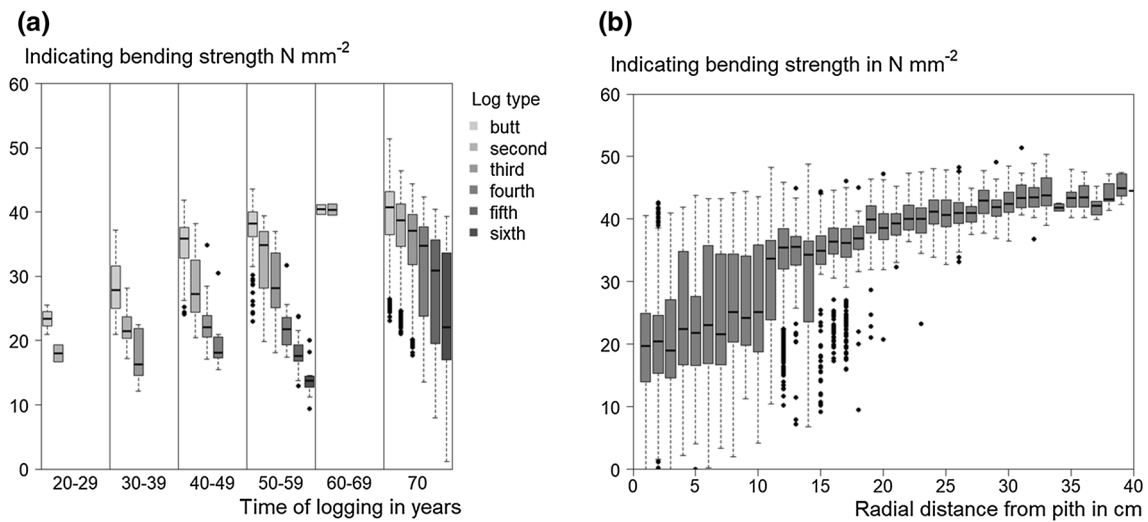 (a)
Indicating bending strength N mm-2
60
50
40
30
20
10
0
20-29 30-39 40-49 50-59 60-69 70
Time of logging in years
Log type
butt
second
third
fourth
fifth
sixth
(b)
Indicating bending strength in N mm-2
60
50
40
30
20
10
0
0 5 10 15 20 25 30 35 40
Radial distance from pith in cm